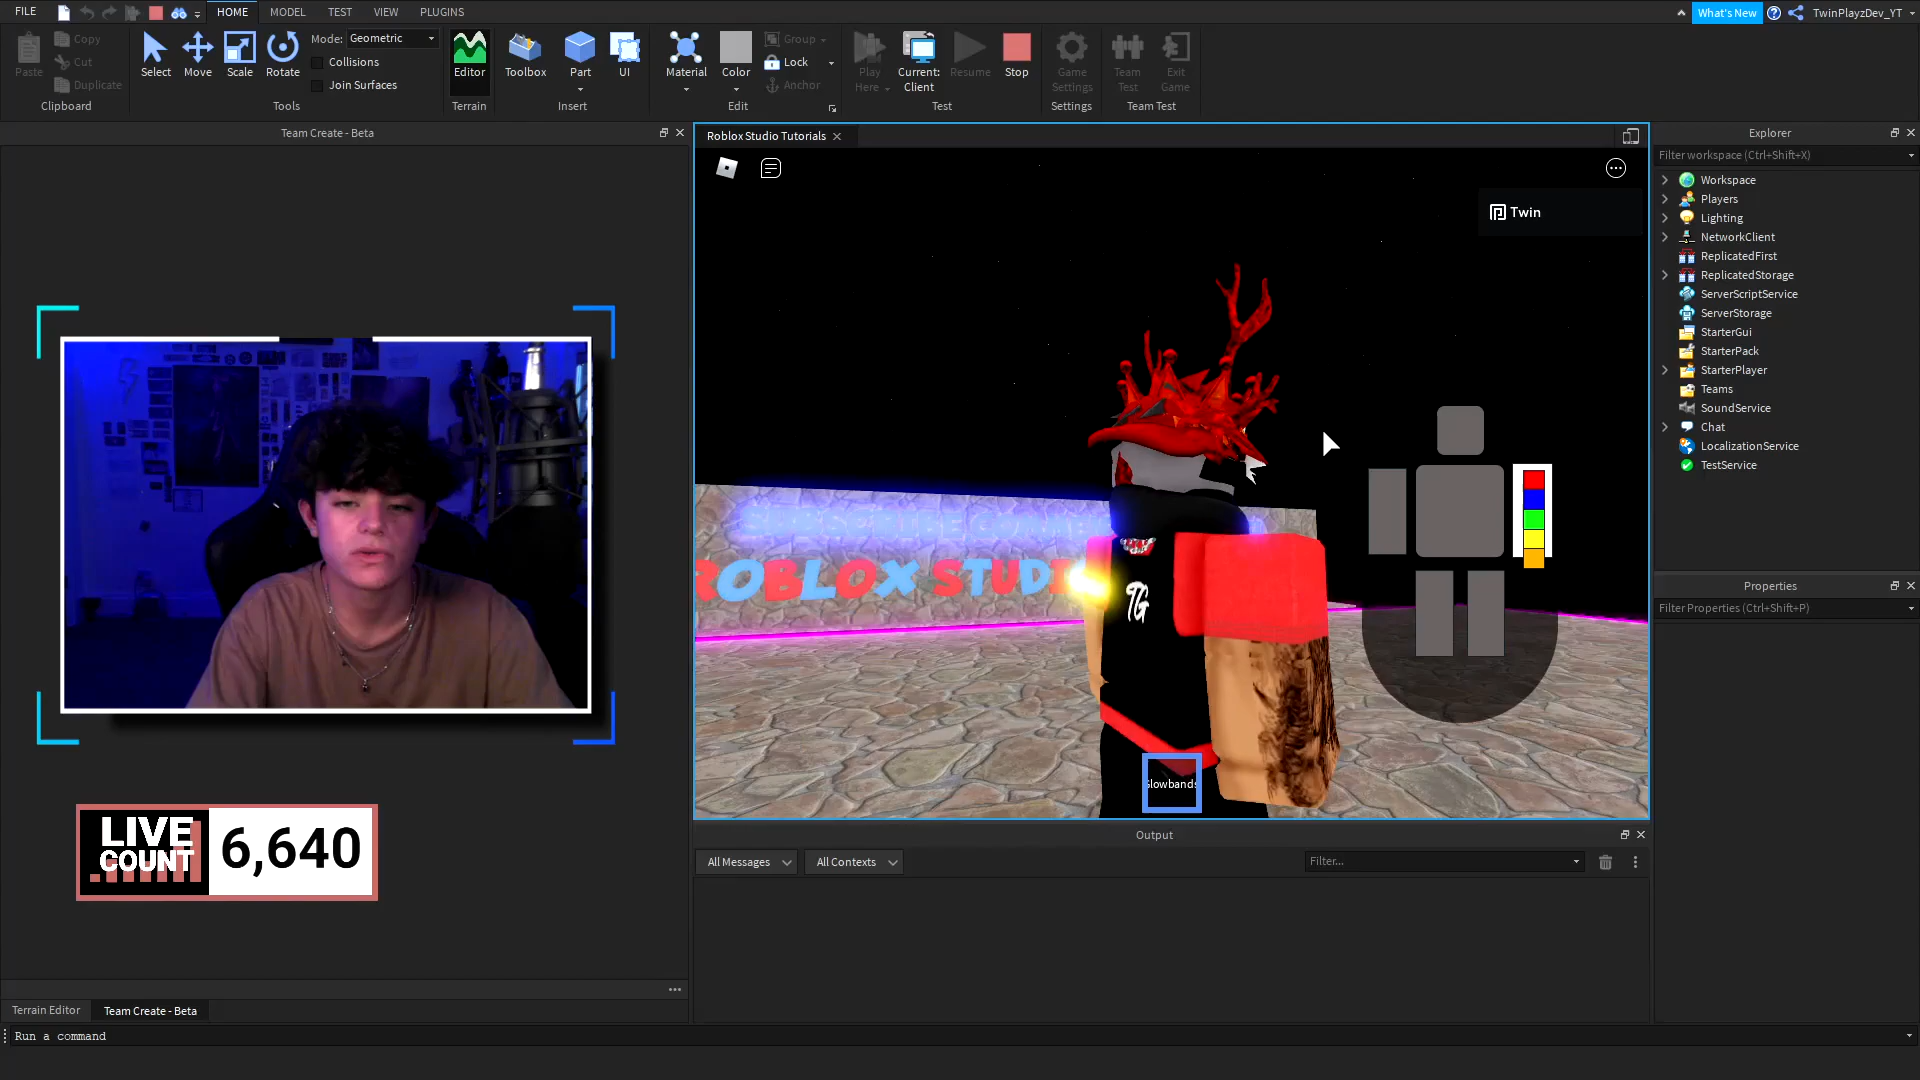 FILE
HOME
MODEL
TEST
VIEW
PLUGINS
What's New
TwinPlayzDev_YT
Paste
Copy
Cut
Duplicate
Clipboard
Select
Move
Scale
Rotate
Mode: Geometric
Collisions
Join Surfaces
Tools
Editor
Terrain
Toolbox
Part
UI
Insert
Material
Color
Group
Lock
Anchor
Edit
Play
Here
Current:
Client
Resume
Stop
Test
Game
Settings
Settings
Team
Test
Exit
Game
Team Test
Team Create - Beta
Roblox Studio Tutorials
Twin
SUBSCRIBE
ROBLOX
TG
Output
All Messages
All Contexts
Filter...
LIVE
COUNT
6,640
Terrain Editor
Team Create - Beta
Run a command
Explorer
Filter workspace (Ctrl+Shift+X)
Workspace
Players
Lighting
NetworkClient
ReplicatedFirst
ReplicatedStorage
ServerScriptService
ServerStorage
StarterGui
StarterPack
StarterPlayer
Teams
SoundService
Chat
LocalizationService
TestService
Properties
Filter Properties (Ctrl+Shift+P)